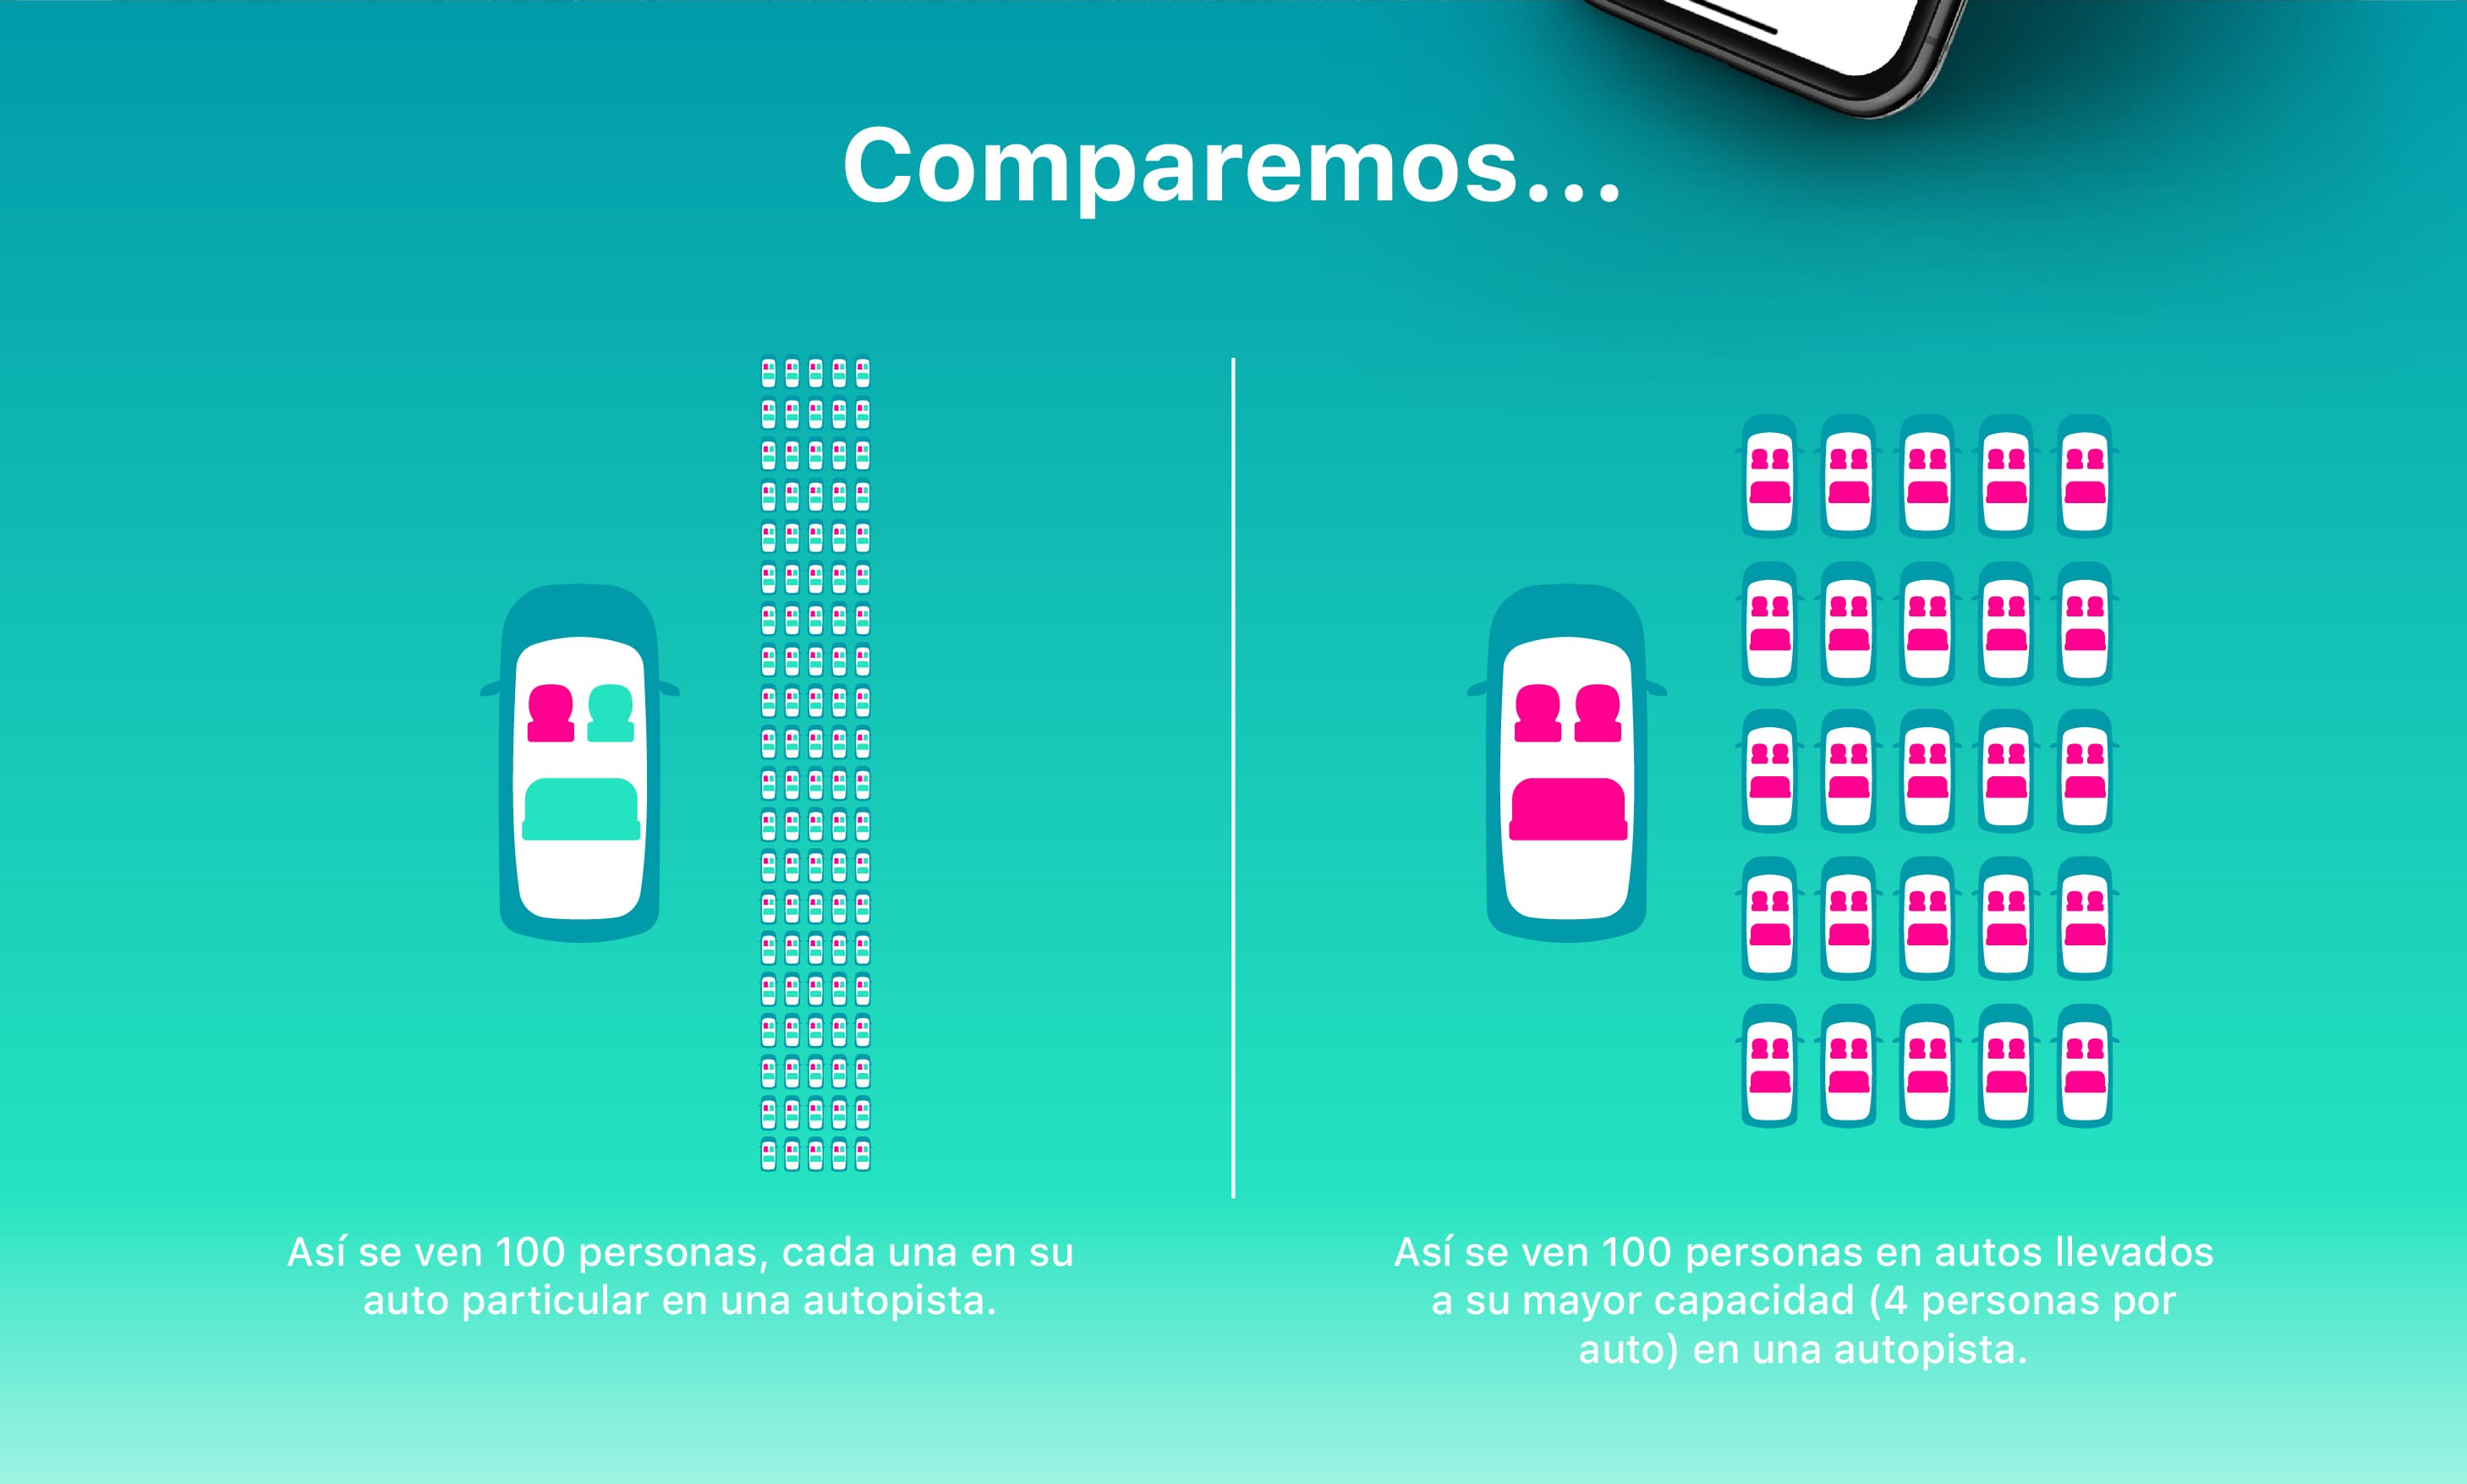 Comparemos...
Así se ven 100 personas, cada una en su
auto particular en una autopista.
Así se ven 100 personas en autos llevados
a su mayor capacidad (4 personas por
auto) en una autopista.